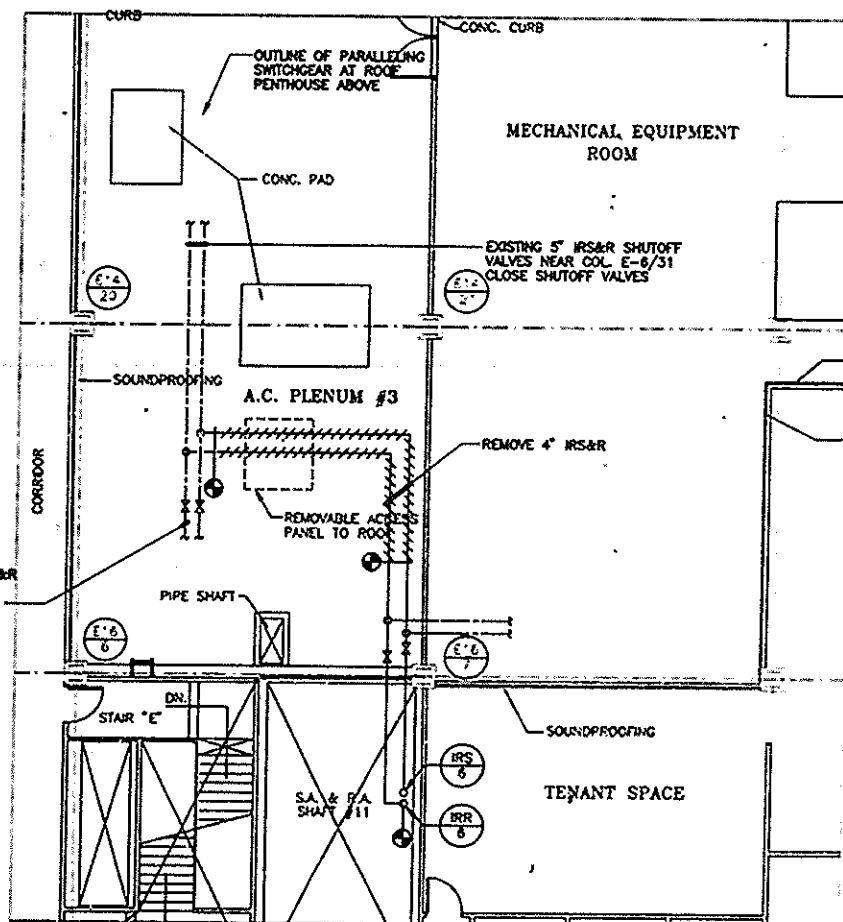 CURB
CONC. CURB
OUTLINE OF PARALLELING
SWITCHGEAR AT ROOF
PENTHOUSE ABOVE
MECHANICAL EQUIPMENT
ROOM
CONC. PAD
EXISTING 5" IRS&R SHUTOFF
VALVES NEAR COL. E-6/31
CLOSE SHUTOFF VALVES
E-4
20
E-4
SOUNDPROOFING
A.C. PLENUM #3
CORRIDOR
REMOVE 4" IRS&R
REMOVABLE ACCESS
PANEL TO ROOF
PIPE SHAFT
E-6
6
E-6
7
DN.
STAIR "E"
SOUNDPROOFING
IRS
6
S.A. & R.A.
SHAFT #11
TENANT SPACE
IRR
6